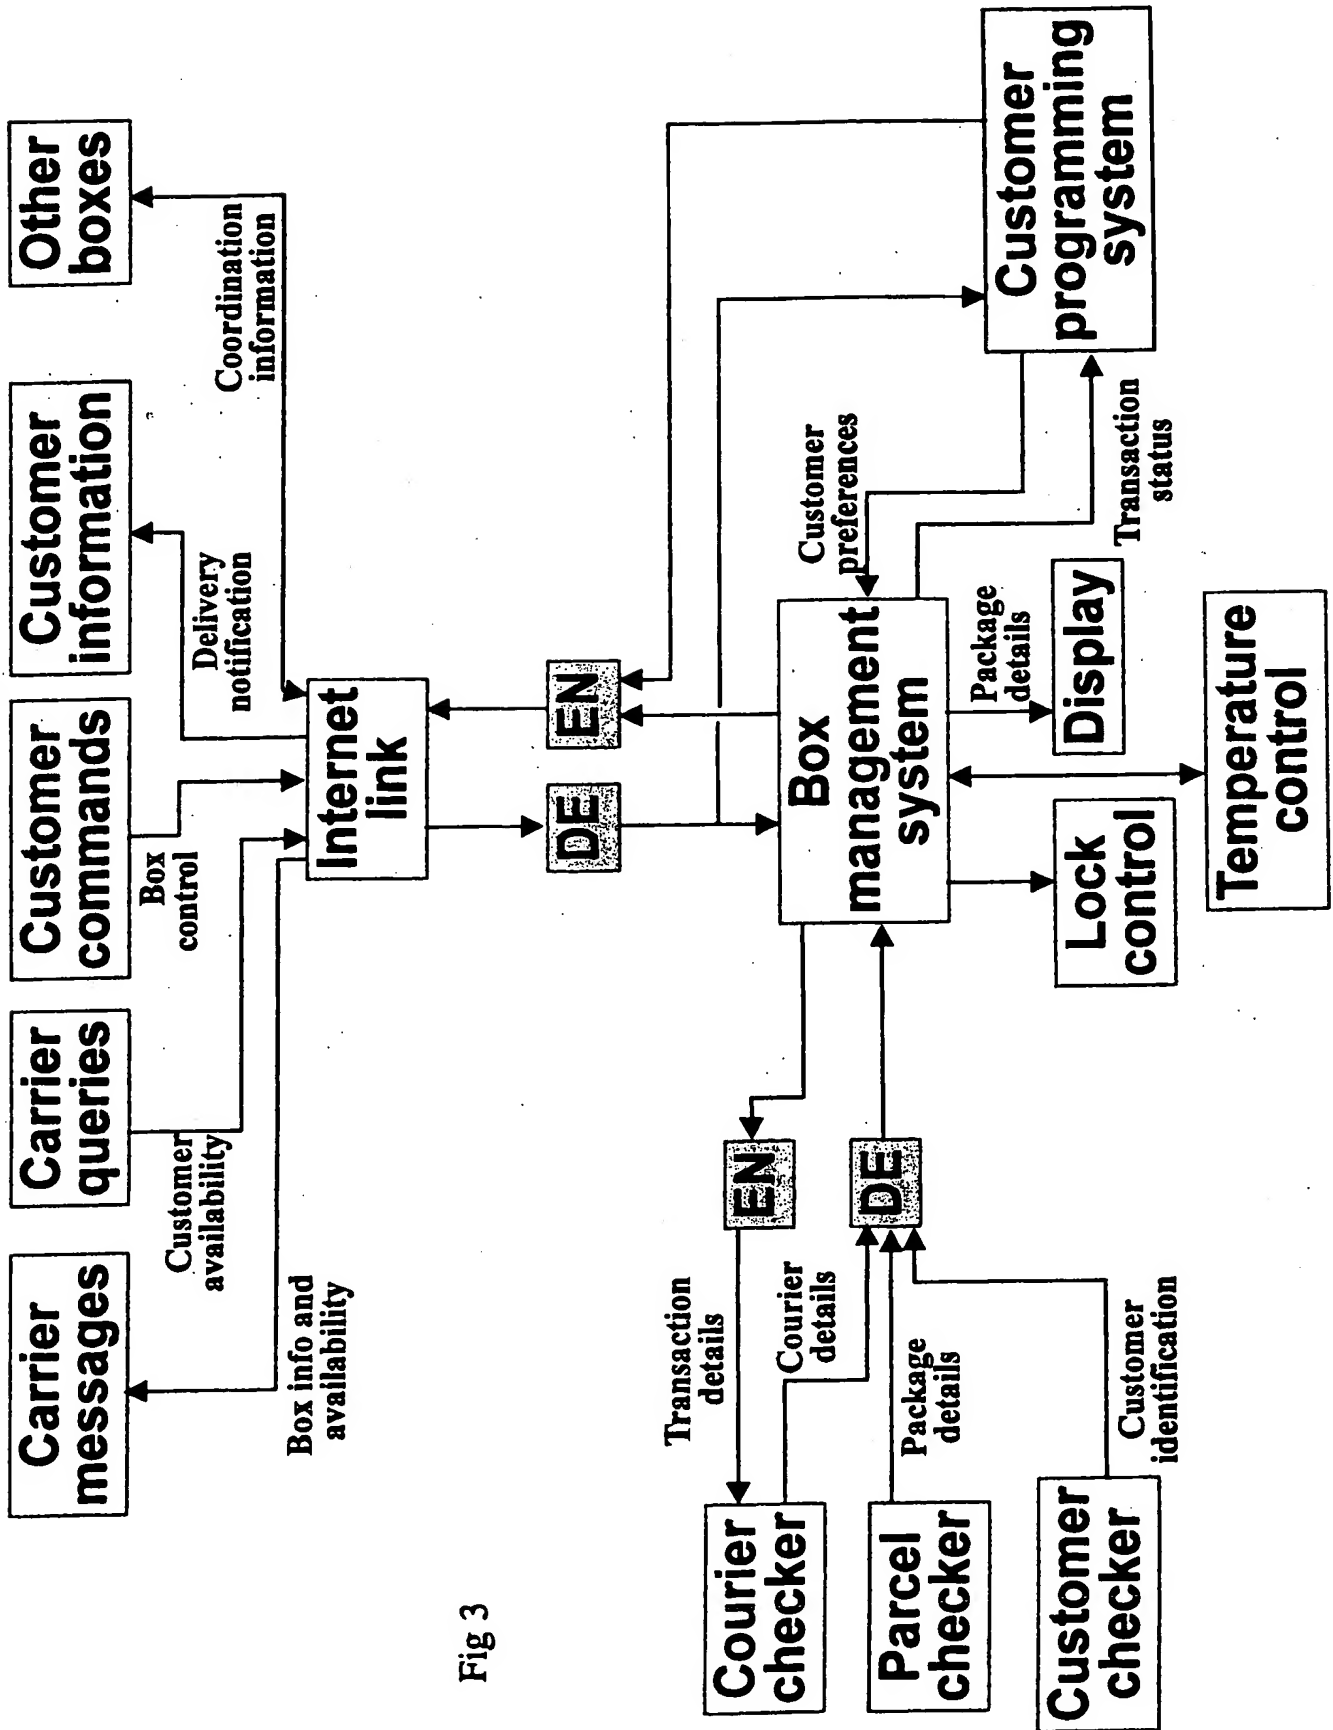 Carrier
messages
Carrier
queries
Customer
commands
Customer
information
Other
boxes
Box info and
availability
Customer
availability
Box
control
Delivery
notification
Coordination
information
Internet
link
DE
EN
Fig 3
Courier
checker
Transaction
details
EN
Courier
details
Parcel
checker
Package
details
DE
Customer
checker
Customer
identification
Box
management
system
Customer
preferences
Transaction
status
Customer
programming
system
Package
details
Lock
control
Display
Temperature
control